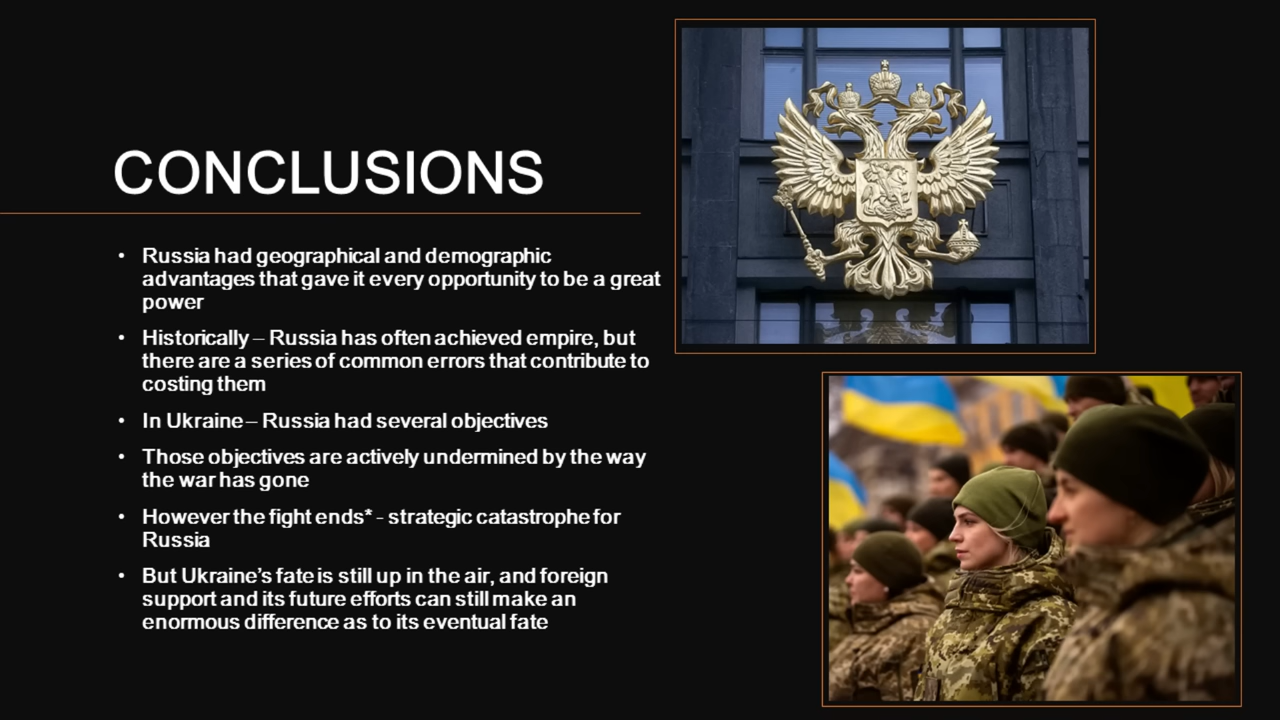 CONCLUSIONS
• Russia had geographical and demographic
advantages that gave it every opportunity to be a great
power
• Historically – Russia has often achieved empire, but
there are a series of common errors that contribute to
costing them
• In Ukraine – Russia had several objectives
• Those objectives are actively undermined by the way
the war has gone
• However the fight ends* - strategic catastrophe for
Russia
• But Ukraine’s fate is still up in the air, and foreign
support and its future efforts can still make an
enormous difference as to its eventual fate